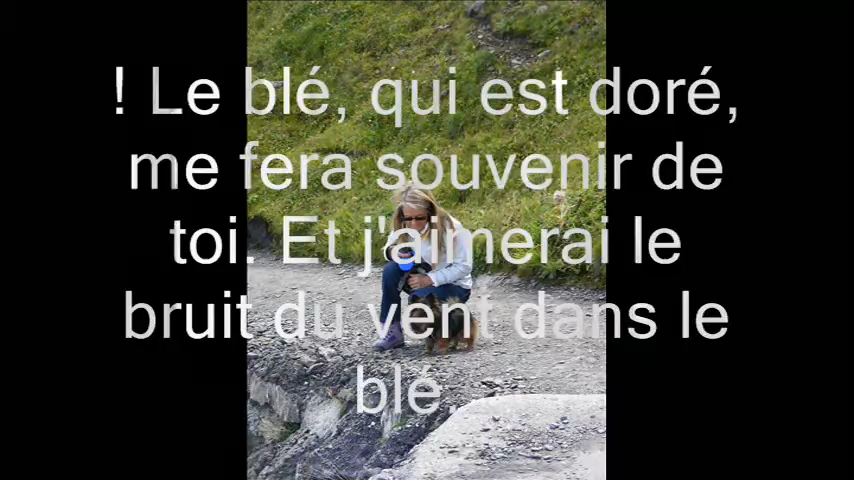 ! Le blé, qui est doré,
me fera souvenir de
toi. Et j'aimerai le
bruit du vent dans le
blé...